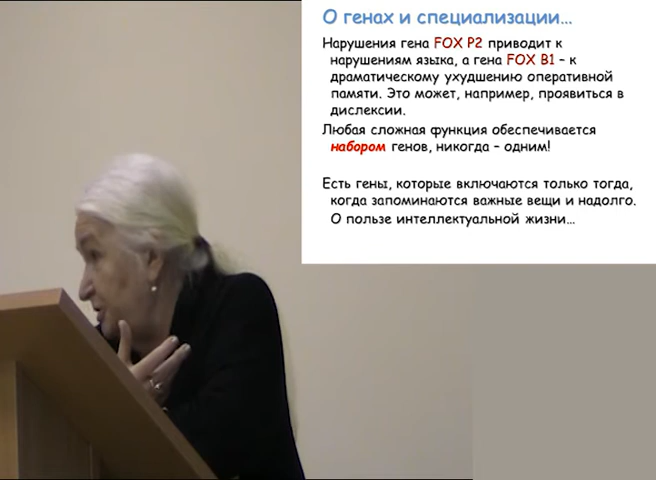 О генах и специализации…
Нарушения гена FOX P2 приводит к
нарушениям языка, а гена FOX B1 – к
драматическому ухудшению оперативной
памяти. Это может, например, проявиться в
дислексии.
Любая сложная функция обеспечивается
набором генов, никогда – одним!
Есть гены, которые включаются только тогда,
когда запоминаются важные вещи и надолго.
О пользе интеллектуальной жизни…